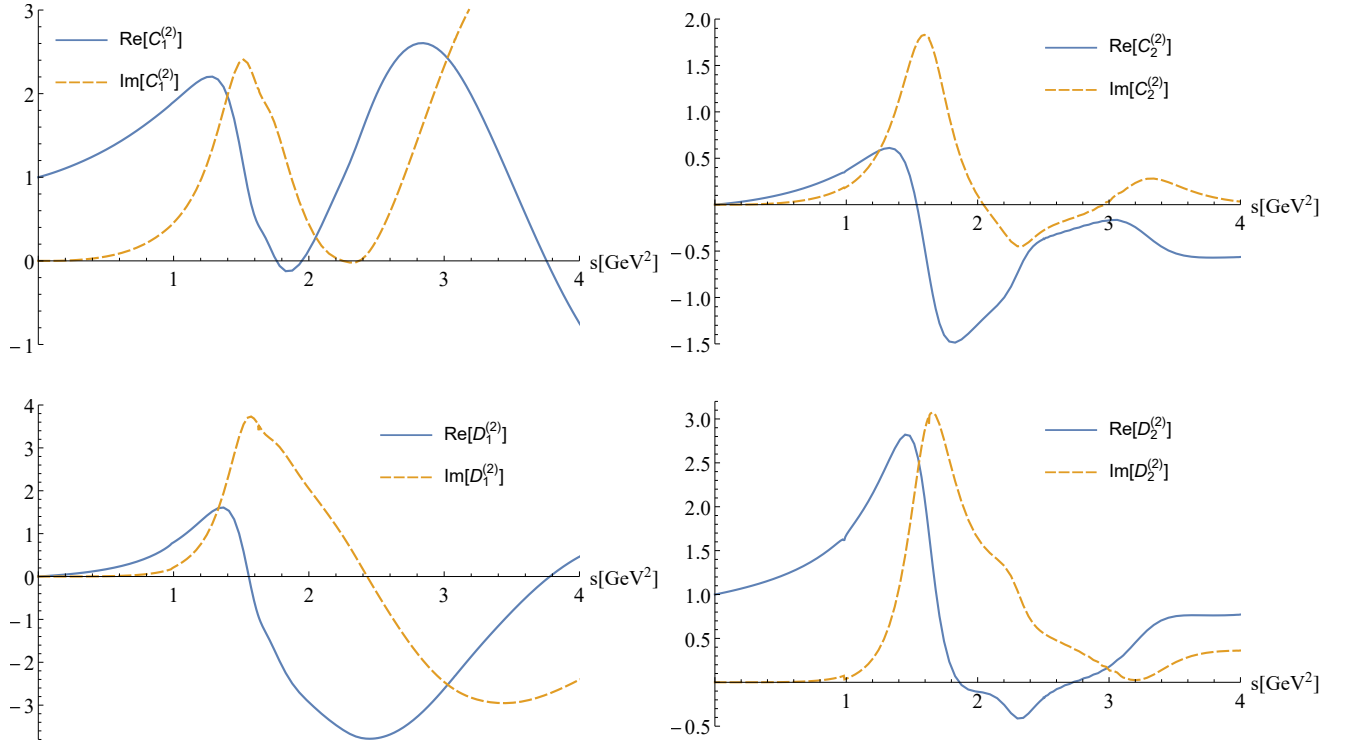 3
Re[C₁⁽²⁾]
Im[C₁⁽²⁾]
2
1
0
1 2 3 4
s[GeV²]
−1
2.0
Re[C₂⁽²⁾]
1.5
Im[C₂⁽²⁾]
1.0
0.5
1 2 3 4
s[GeV²]
−0.5
−1.0
−1.5
4
Re[D₁⁽²⁾]
3
Im[D₁⁽²⁾]
2
1
0
1 2 3 4
s[GeV²]
−1
−2
−3
3.0
Re[D₂⁽²⁾]
2.5
Im[D₂⁽²⁾]
2.0
1.5
1.0
0.5
1 2 3 4
s[GeV²]
−0.5